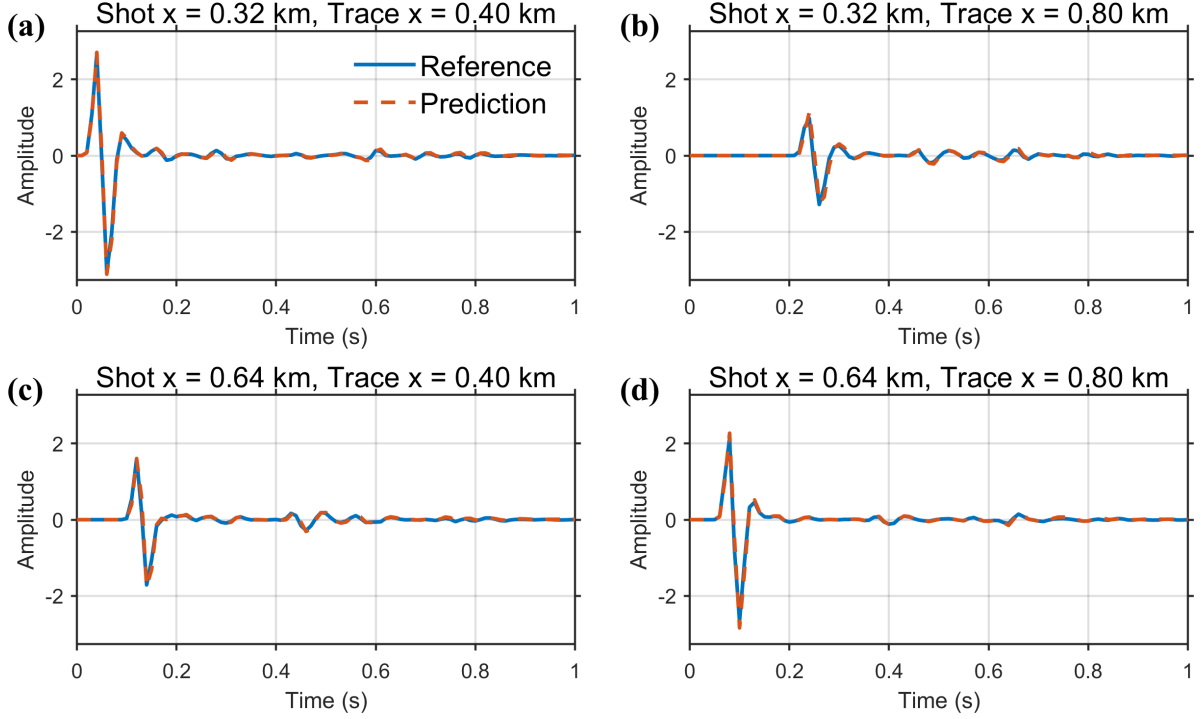 (a) Shot x = 0.32 km, Trace x = 0.40 km
Reference
Prediction
Amplitude
2
0
-2
0 0.2 0.4 0.6 0.8 1
Time (s)
(b) Shot x = 0.32 km, Trace x = 0.80 km
Amplitude
2
0
-2
0 0.2 0.4 0.6 0.8 1
Time (s)
(c) Shot x = 0.64 km, Trace x = 0.40 km
Amplitude
2
0
-2
0 0.2 0.4 0.6 0.8 1
Time (s)
(d) Shot x = 0.64 km, Trace x = 0.80 km
Amplitude
2
0
-2
0 0.2 0.4 0.6 0.8 1
Time (s)